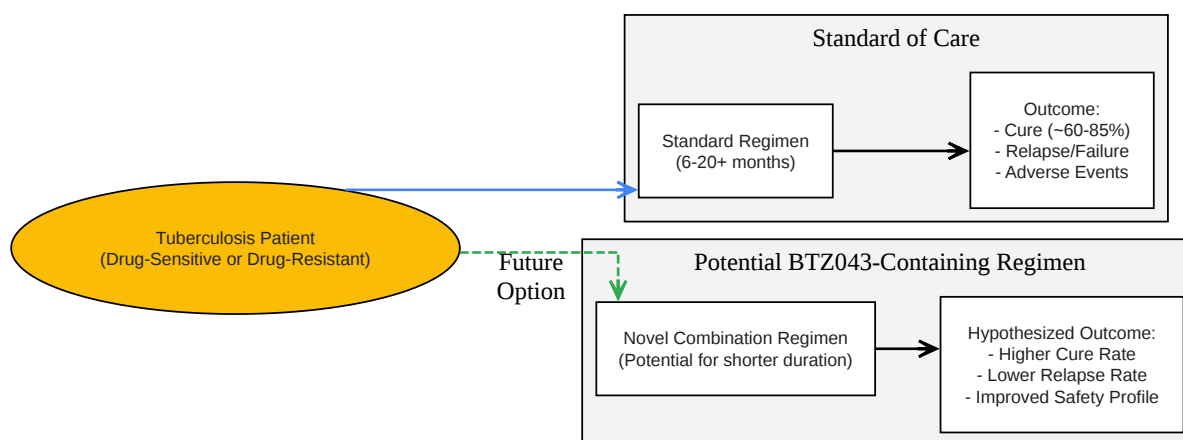 Standard of Care
Standard Regimen
(6-20+ months)
Outcome:
- Cure (~60-85%)
- Relapse/Failure
- Adverse Events
Tuberculosis Patient
(Drug-Sensitive or Drug-Resistant)
Future
Option
Potential BTZ043-Containing Regimen
Novel Combination Regimen
(Potential for shorter duration)
Hypothesized Outcome:
- Higher Cure Rate
- Lower Relapse Rate
- Improved Safety Profile